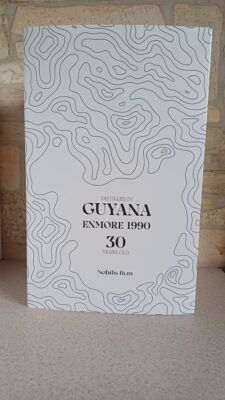 DISTILLED IN
GUYANA
ENMORE 1990
30
YEARS OLD
Nobilis Rum